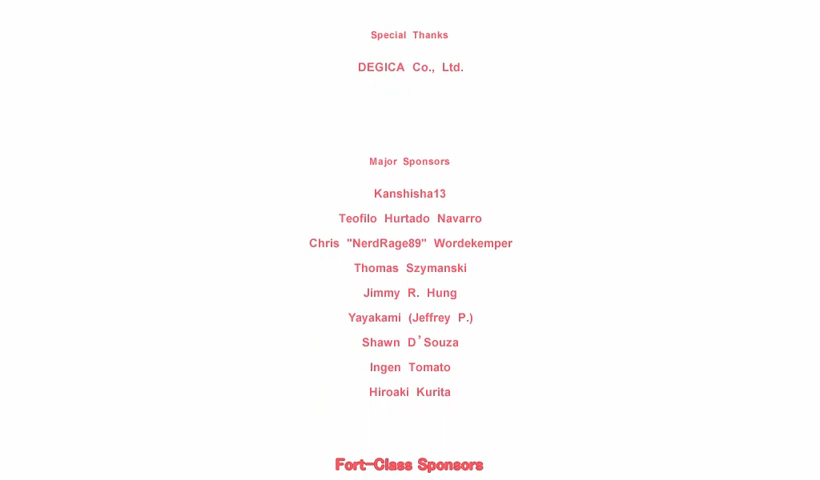 Special Thanks
DEGICA Co., Ltd.
Major Sponsors
Kanshisha13
Teofilo Hurtado Navarro
Chris "NerdRage89" Wordekemper
Thomas Szymanski
Jimmy R. Hung
Yayakami (Jeffrey P.)
Shawn D'Souza
Ingen Tomato
Hiroaki Kurita
Fort-Class Sponsors